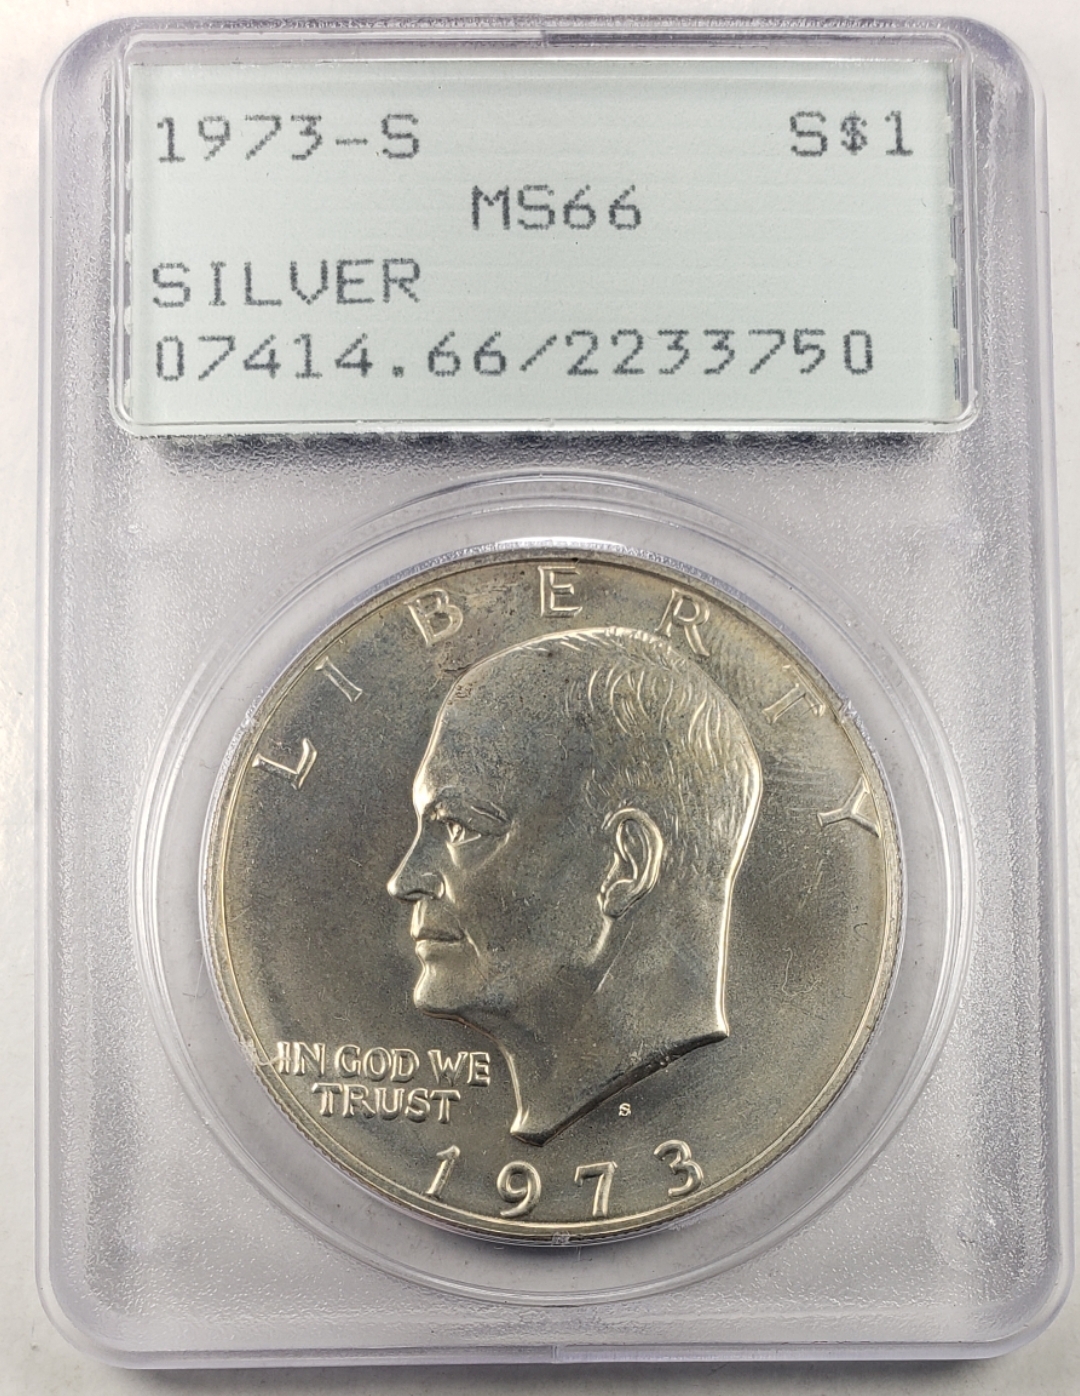 1973-S S$1
MS66
SILVER
07414.66/2233750
LIBERTY
IN GOD WE
TRUST
S
1973